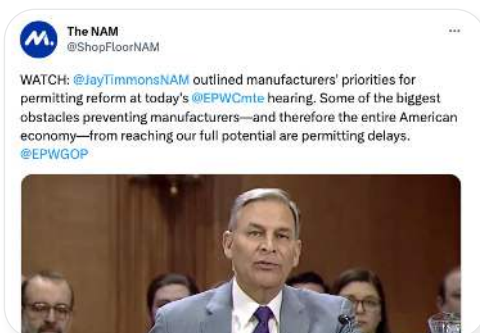 The NAM
@ShopFloorNAM
WATCH: @JayTimmonsNAM outlined manufacturers' priorities for
permitting reform at today's @EPWCmte hearing. Some of the biggest
obstacles preventing manufacturers—and therefore the entire American
economy—from reaching our full potential are permitting delays.
@EPWGOP